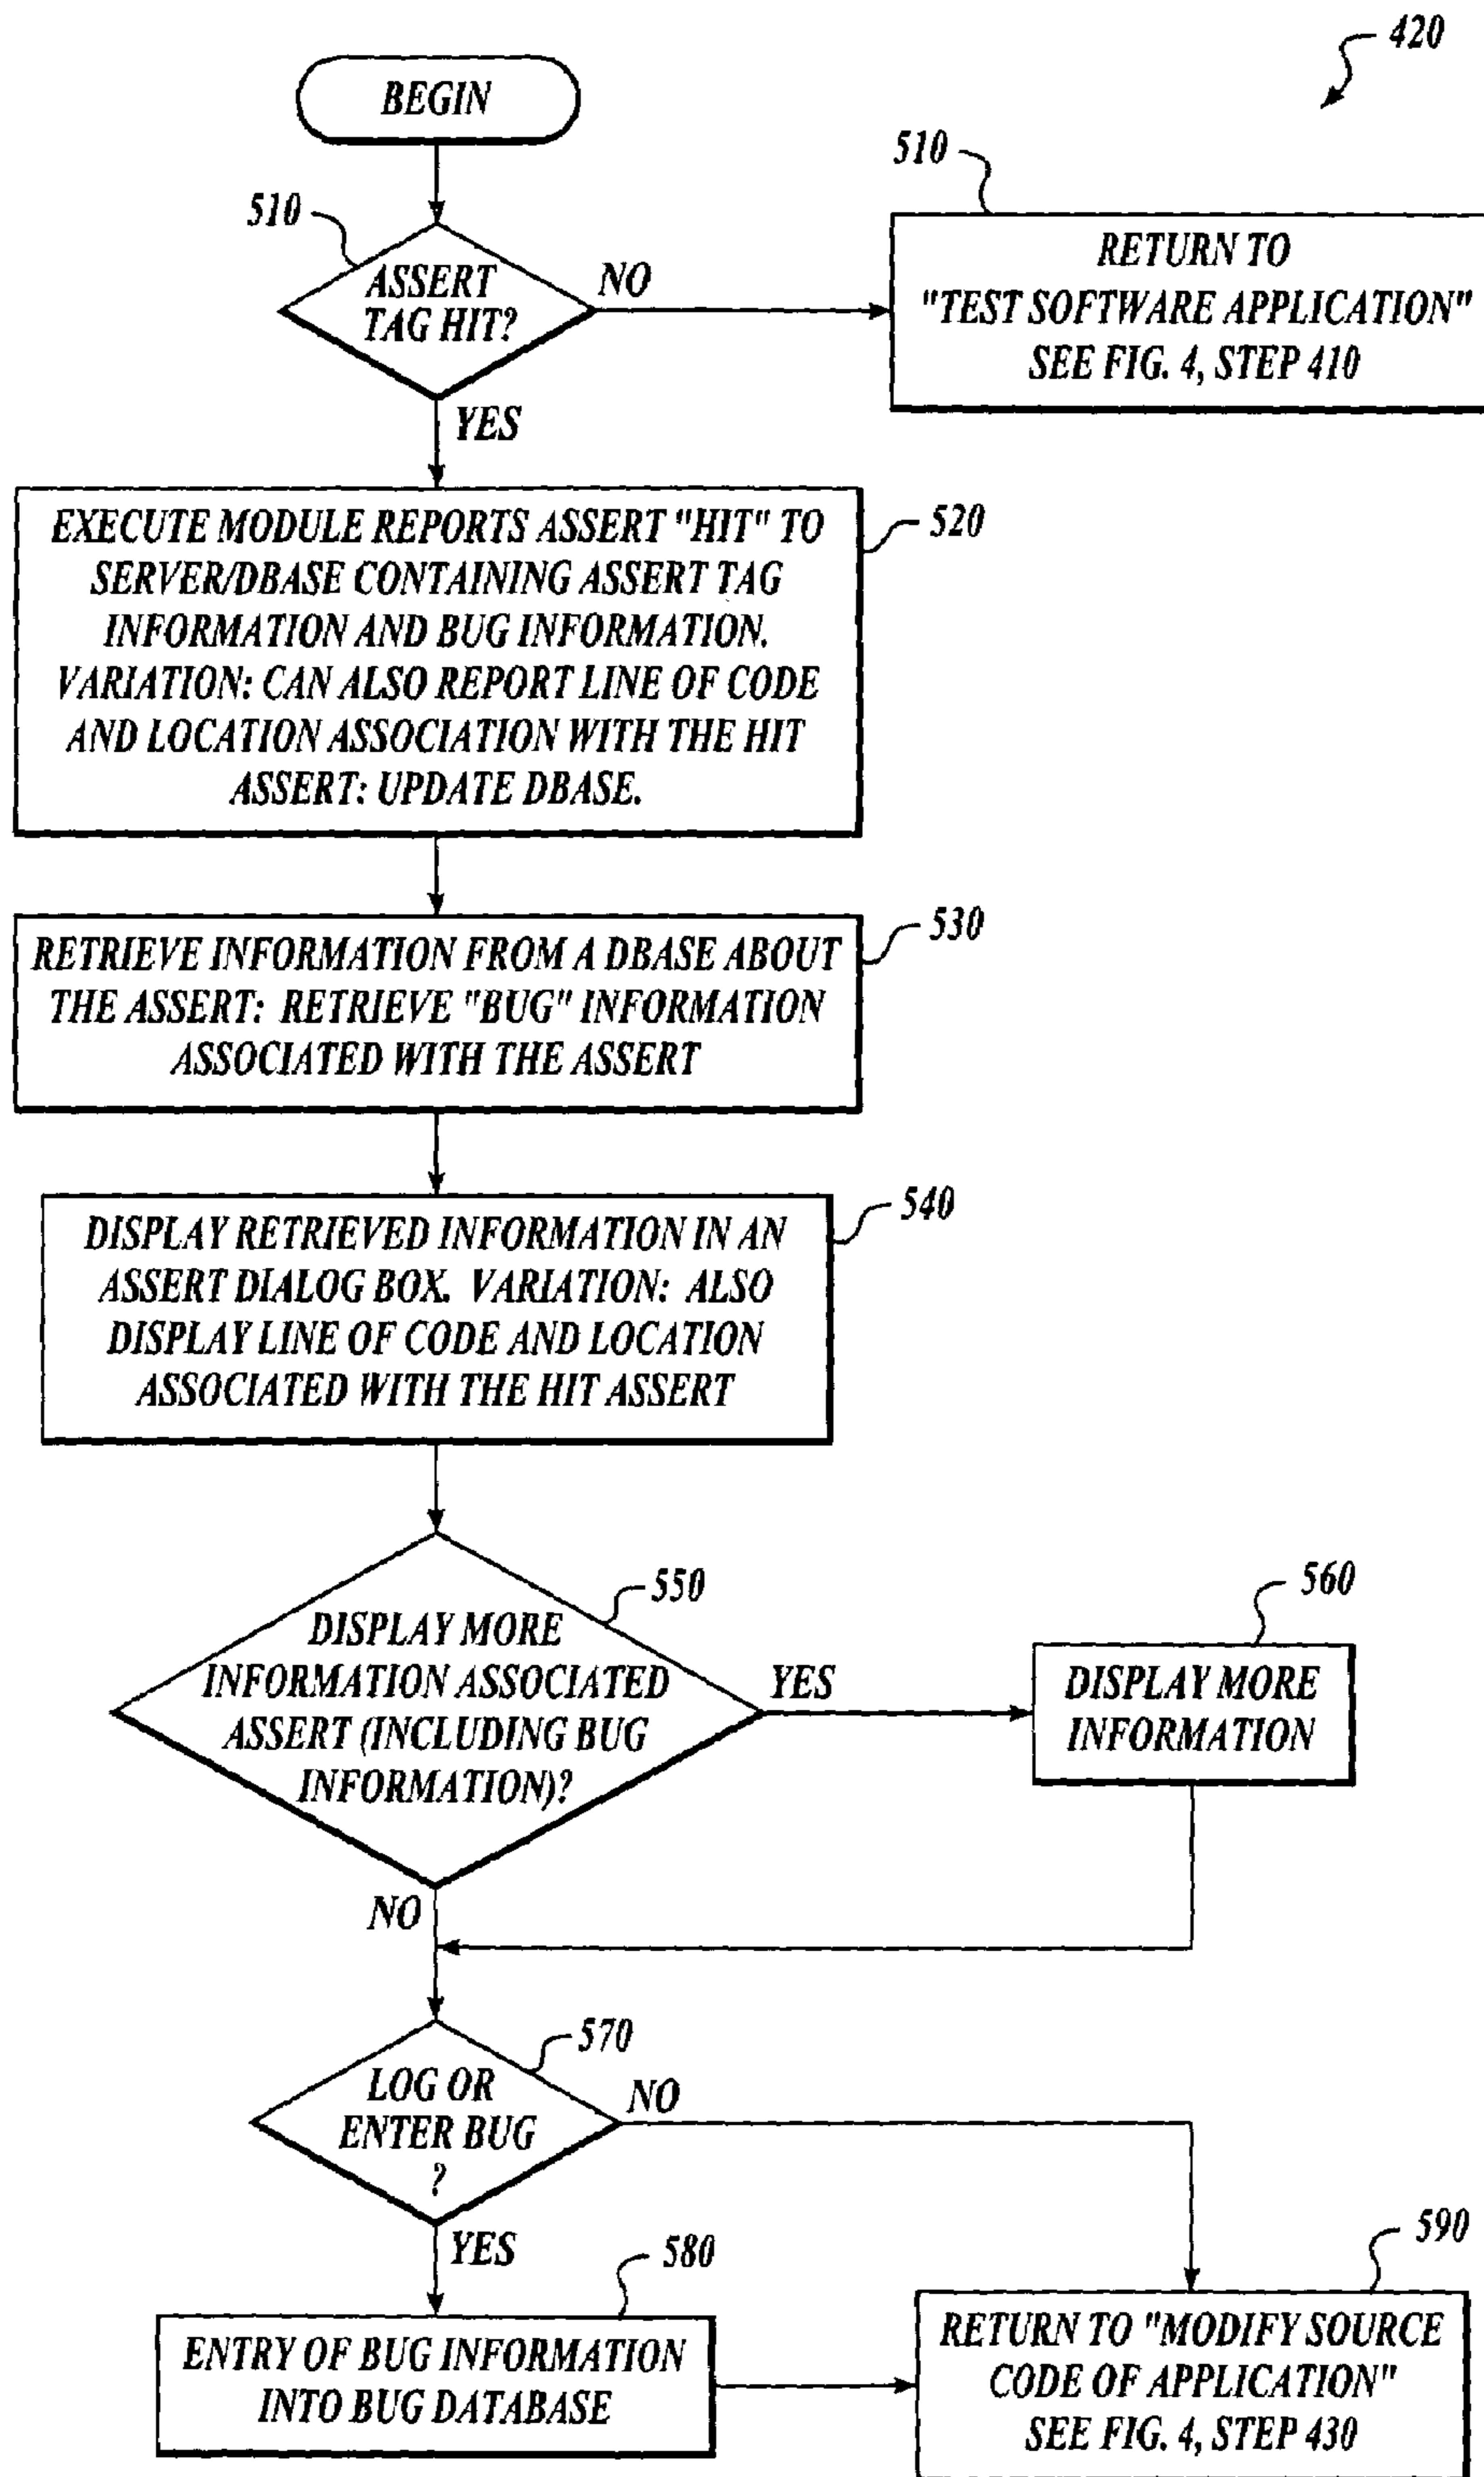 420
BEGIN
510
510
ASSERT
TAG HIT?
NO
RETURN TO
"TEST SOFTWARE APPLICATION"
SEE FIG. 4, STEP 410
YES
EXECUTE MODULE REPORTS ASSERT "HIT" TO
SERVER/DBASE CONTAINING ASSERT TAG
INFORMATION AND BUG INFORMATION.
VARIATION: CAN ALSO REPORT LINE OF CODE
AND LOCATION ASSOCIATION WITH THE HIT
ASSERT: UPDATE DBASE.
520
RETRIEVE INFORMATION FROM A DBASE ABOUT
THE ASSERT: RETRIEVE "BUG" INFORMATION
ASSOCIATED WITH THE ASSERT
530
DISPLAY RETRIEVED INFORMATION IN AN
ASSERT DIALOG BOX. VARIATION: ALSO
DISPLAY LINE OF CODE AND LOCATION
ASSOCIATED WITH THE HIT ASSERT
540
550
DISPLAY MORE
INFORMATION ASSOCIATED
ASSERT (INCLUDING BUG
INFORMATION)?
YES
560
DISPLAY MORE
INFORMATION
NO
570
LOG OR
ENTER BUG
?
NO
YES
580
ENTRY OF BUG INFORMATION
INTO BUG DATABASE
590
RETURN TO "MODIFY SOURCE
CODE OF APPLICATION"
SEE FIG. 4, STEP 430